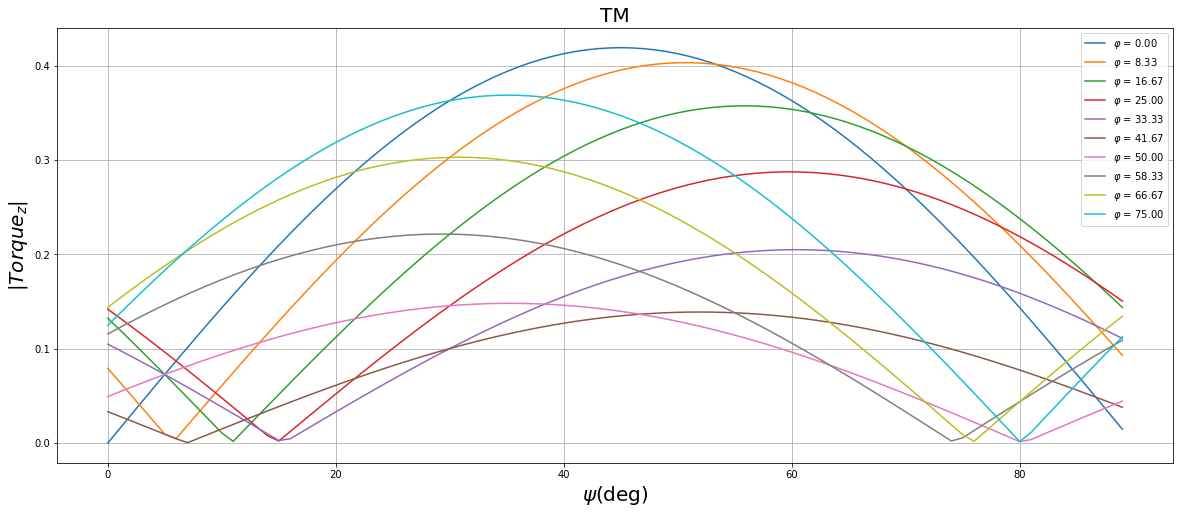 TM
|Torque_z|
0.4
0.3
0.2
0.1
0.0
0 20 40 60 80
ψ(deg)
φ = 0.00
φ = 8.33
φ = 16.67
φ = 25.00
φ = 33.33
φ = 41.67
φ = 50.00
φ = 58.33
φ = 66.67
φ = 75.00